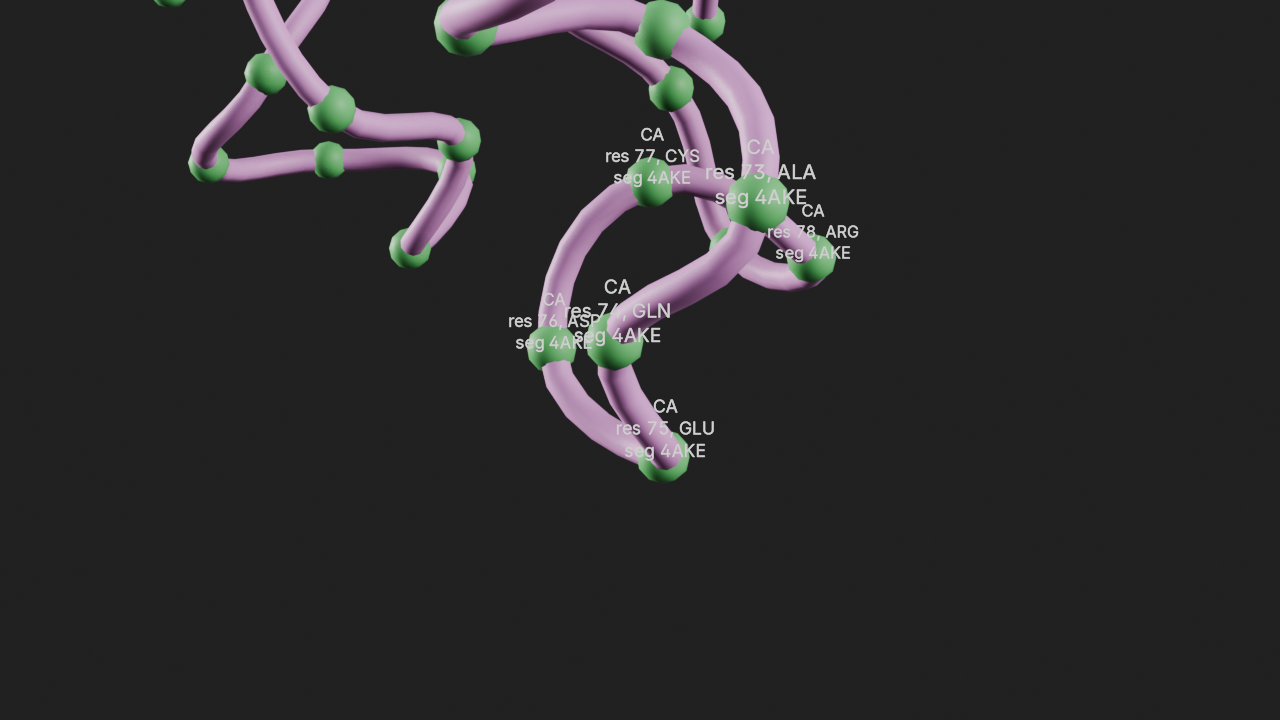 CA
res 77, CYS
seg 4AKE
CA
res 73, ALA
seg 4AKE
CA
res 78, ARG
seg 4AKE
CA
res 74, GLN
seg 4AKE
CA
res 76, ASP
seg 4AKE
CA
res 75, GLU
seg 4AKE